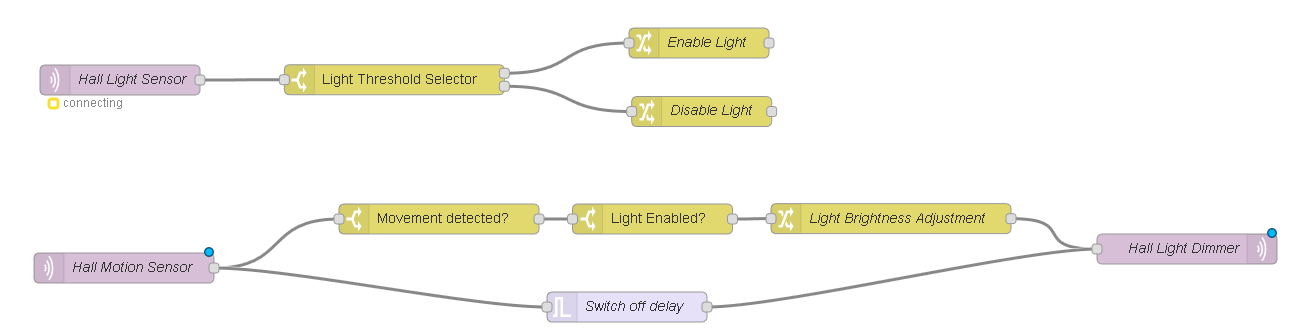 Enable Light
Hall Light Sensor
Light Threshold Selector
connecting
Disable Light
Movement detected?
Light Enabled?
Light Brightness Adjustment
Hall Light Dimmer
Hall Motion Sensor
Switch off delay